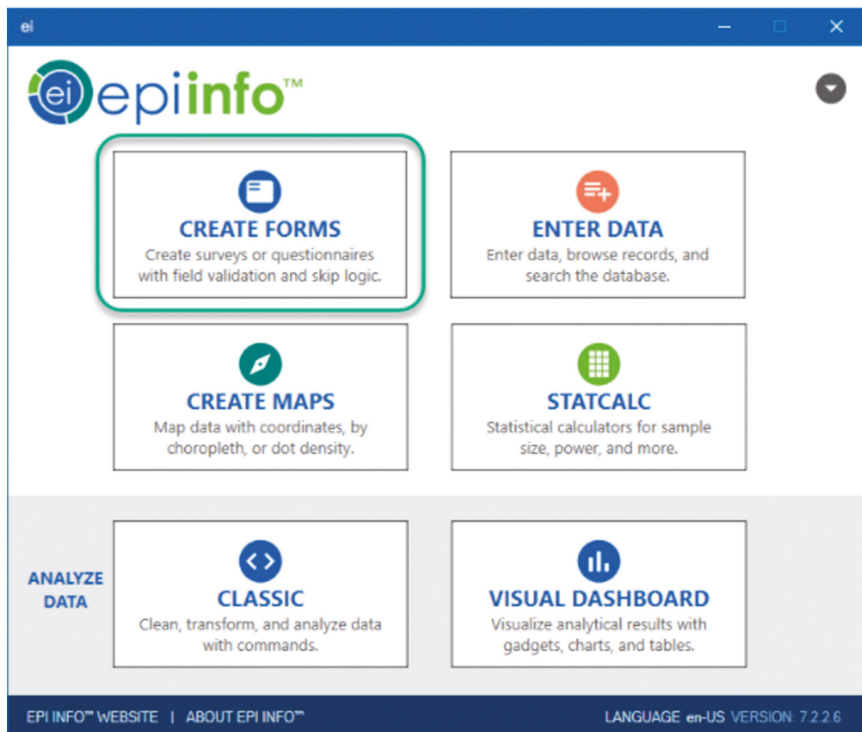 ei
ei epiinfo™
CREATE FORMS
Create surveys or questionnaires
with field validation and skip logic.
ENTER DATA
Enter data, browse records, and
search the database.
CREATE MAPS
Map data with coordinates, by
choropleth, or dot density.
STATCALC
Statistical calculators for sample
size, power, and more.
ANALYZE
DATA
CLASSIC
Clean, transform, and analyze data
with commands.
VISUAL DASHBOARD
Visualize analytical results with
gadgets, charts, and tables.
EPI INFO™ WEBSITE | ABOUT EPI INFO™
LANGUAGE en-US VERSION: 7.2.2.6